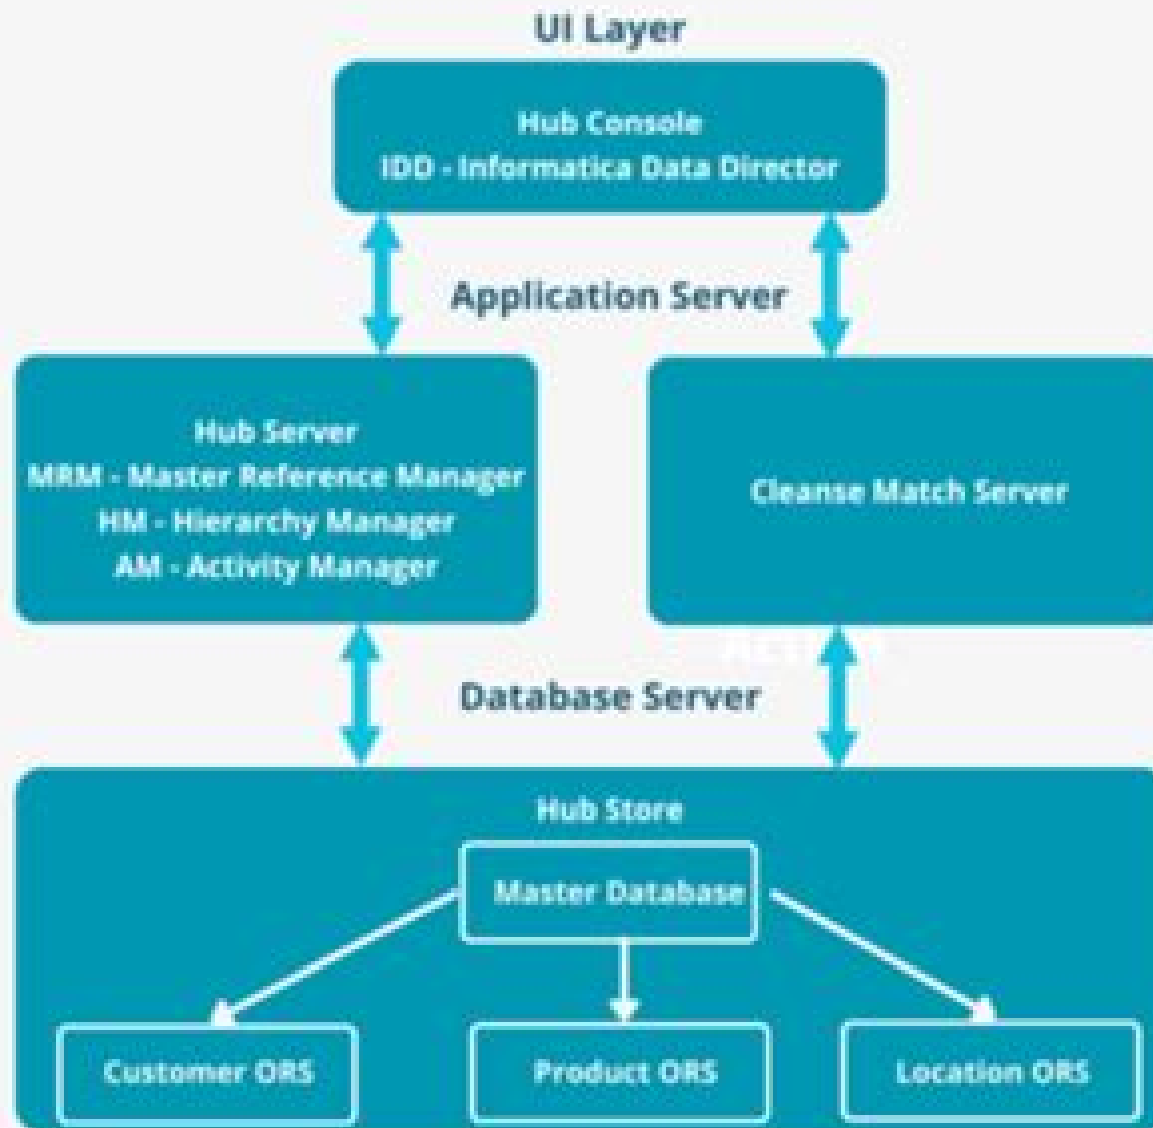 UI Layer
Hub Console
IDD - Informatica Data Director
Application Server
Hub Server
MRM - Master Reference Manager
HM - Hierarchy Manager
AM - Activity Manager
Cleanse Match Server
Database Server
Hub Store
Master Database
Customer ORS
Product ORS
Location ORS